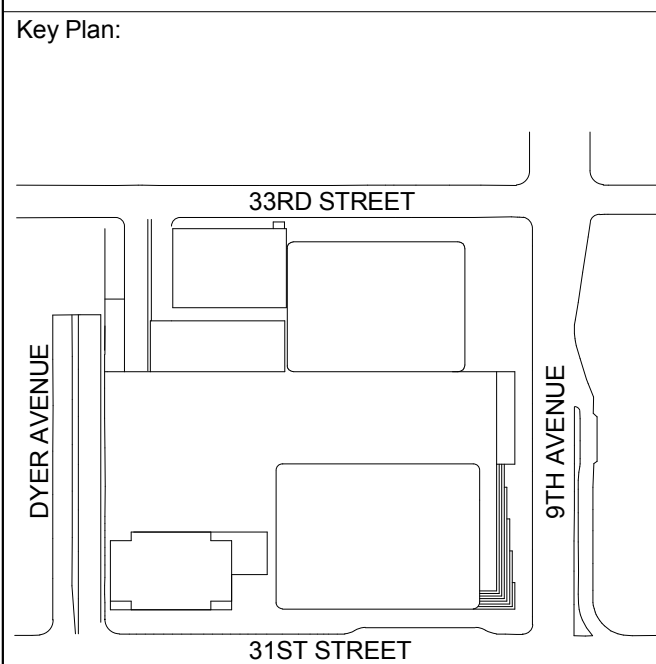 Key Plan:
33RD STREET
DYER AVENUE
9TH AVENUE
31ST STREET